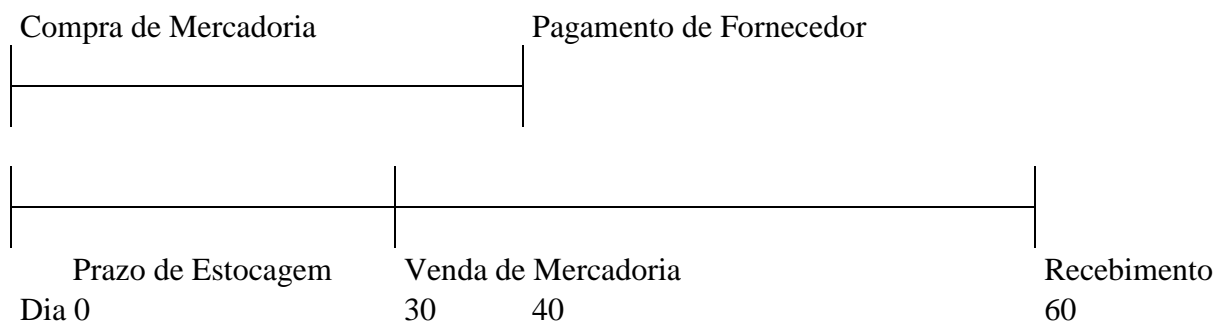 Compra de Mercadoria Pagamento de Fornecedor
Prazo de Estocagem Venda de Mercadoria Recebimento
Dia 0 30 40 60